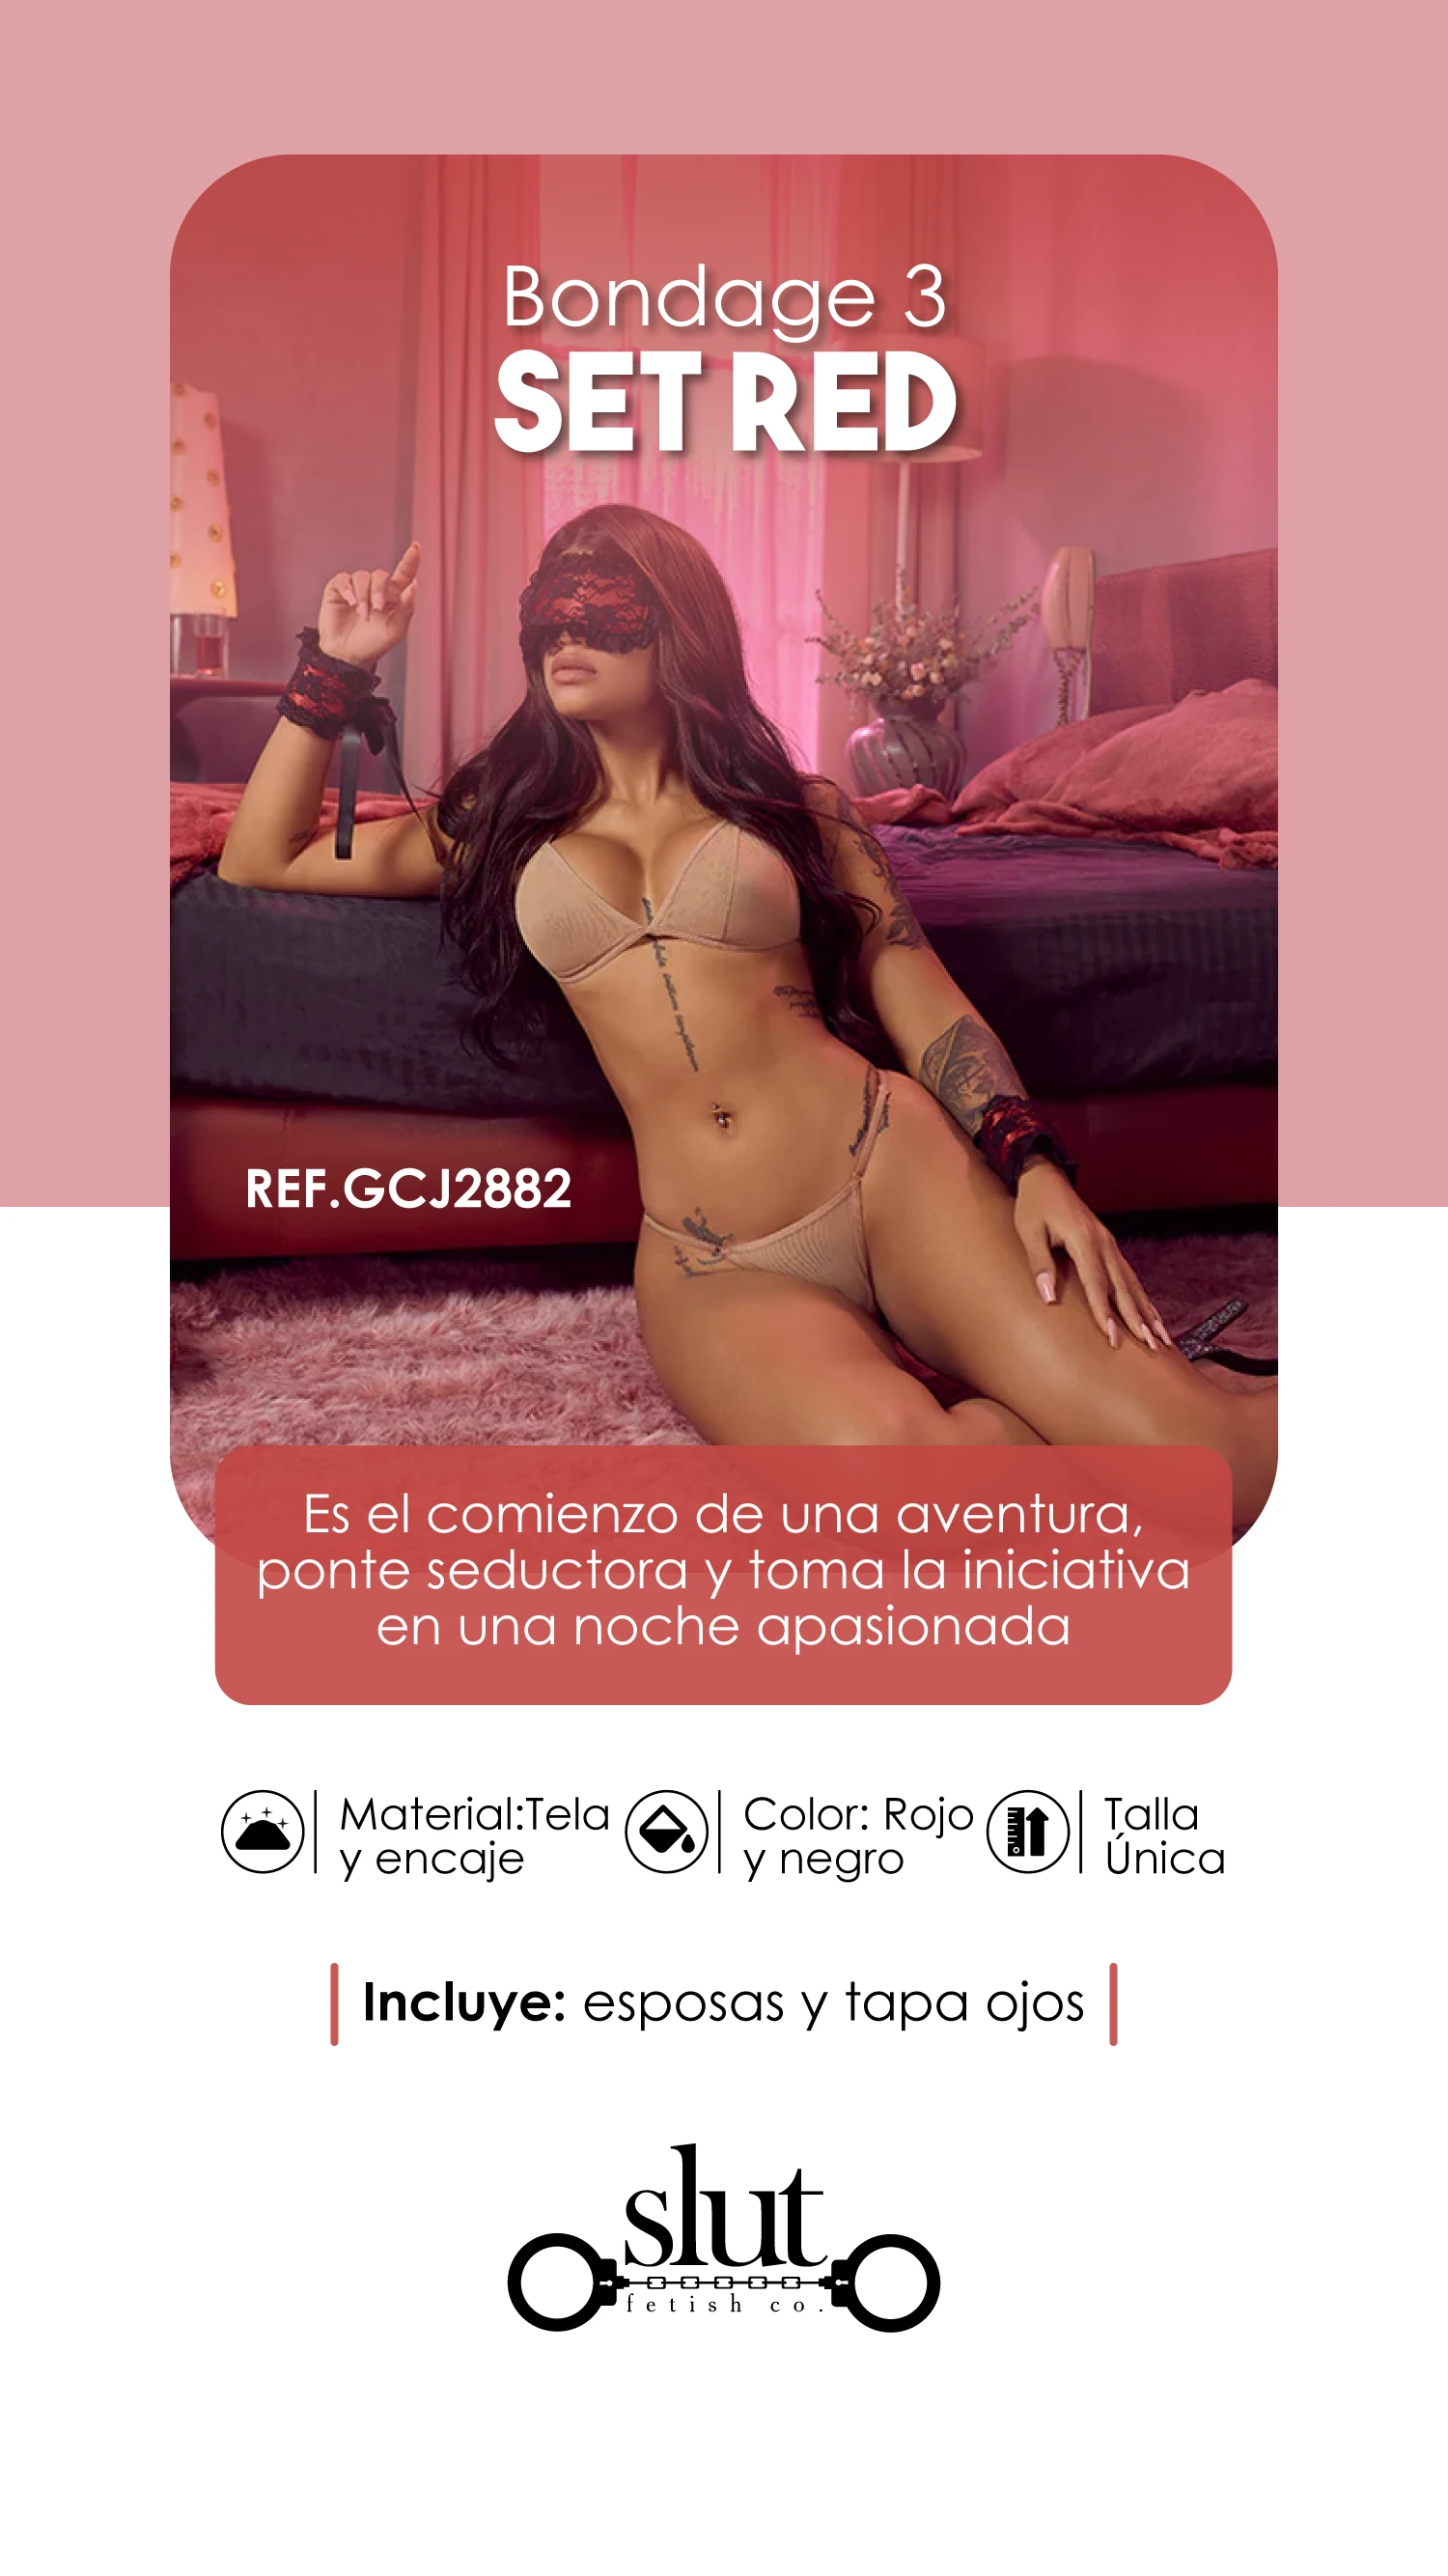 Bondage 3
SET RED
REF.GCJ2882
Es el comienzo de una aventura,
ponte seductora y toma la iniciativa
en una noche apasionada
Material:Tela
y encaje
Color: Rojo
y negro
Talla
Única
Incluye: esposas y tapa ojos
slut
fetish co.